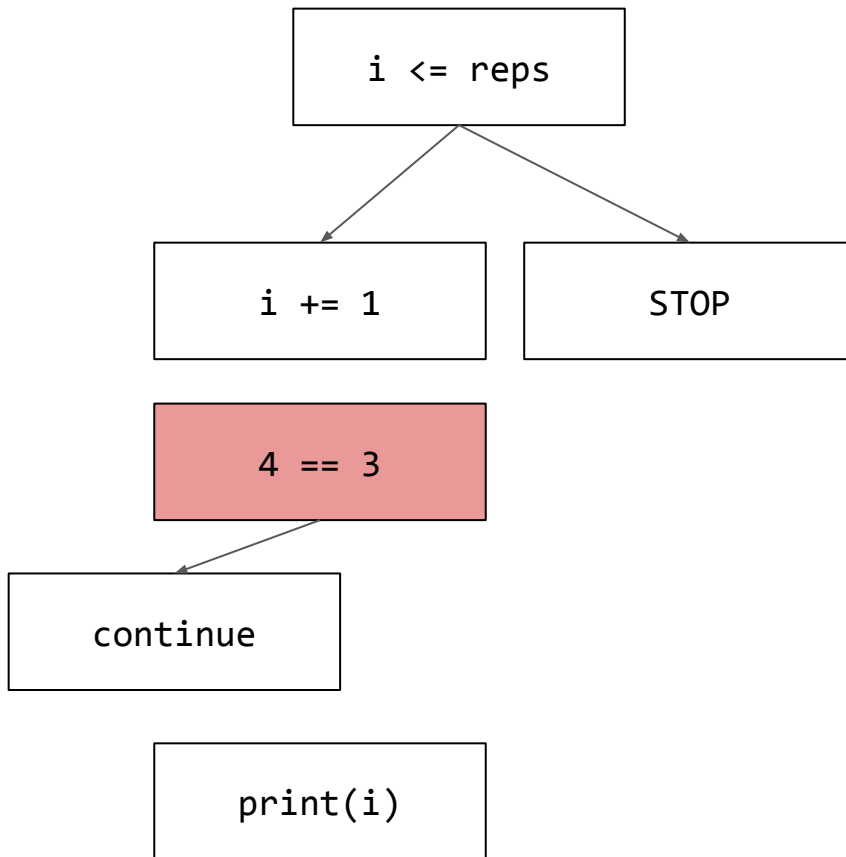 i <= reps
i += 1
STOP
4 == 3
continue
print(i)